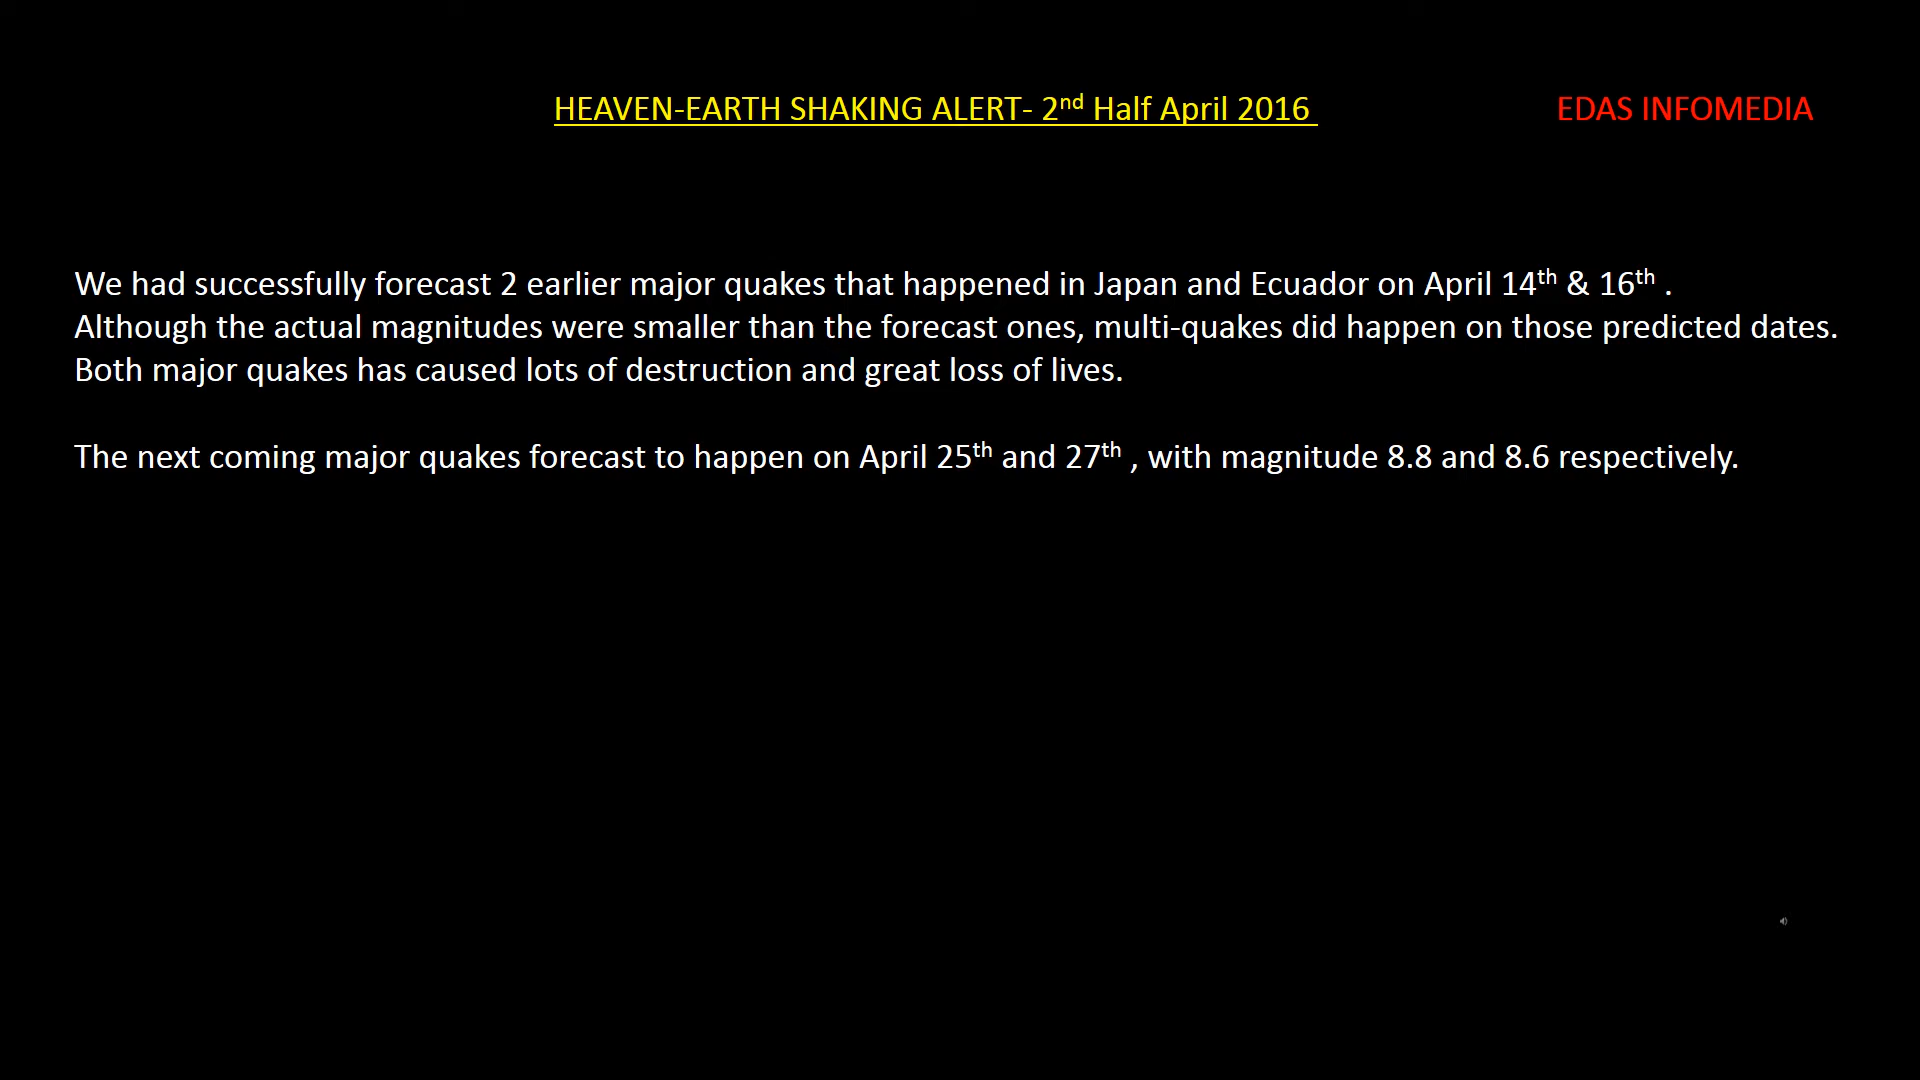 HEAVEN-EARTH SHAKING ALERT- 2nd Half April 2016 EDAS INFOMEDIA
We had successfully forecast 2 earlier major quakes that happened in Japan and Ecuador on April 14th & 16th .
Although the actual magnitudes were smaller than the forecast ones, multi-quakes did happen on those predicted dates.
Both major quakes has caused lots of destruction and great loss of lives.
The next coming major quakes forecast to happen on April 25th and 27th , with magnitude 8.8 and 8.6 respectively.